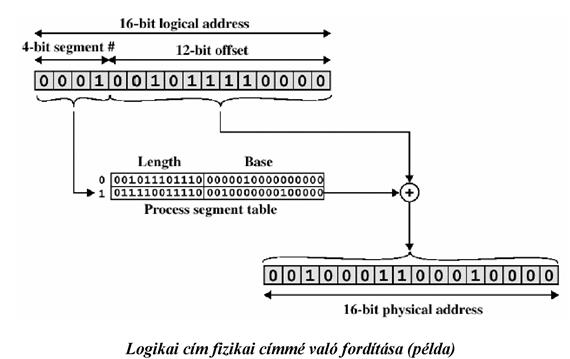 16-bit logical address
4-bit segment # 12-bit offset
0 0 0 1 0 0 1 0 1 1 1 1 0 0 0 0
Length Base
0 001011101110 0000010000000000
1 011110011110 0010000000100000
Process segment table
+
0 0 1 0 0 0 1 1 0 0 0 1 0 0 0 0
16-bit physical address
Logikai cím fizikai címmé való fordítása (példa)